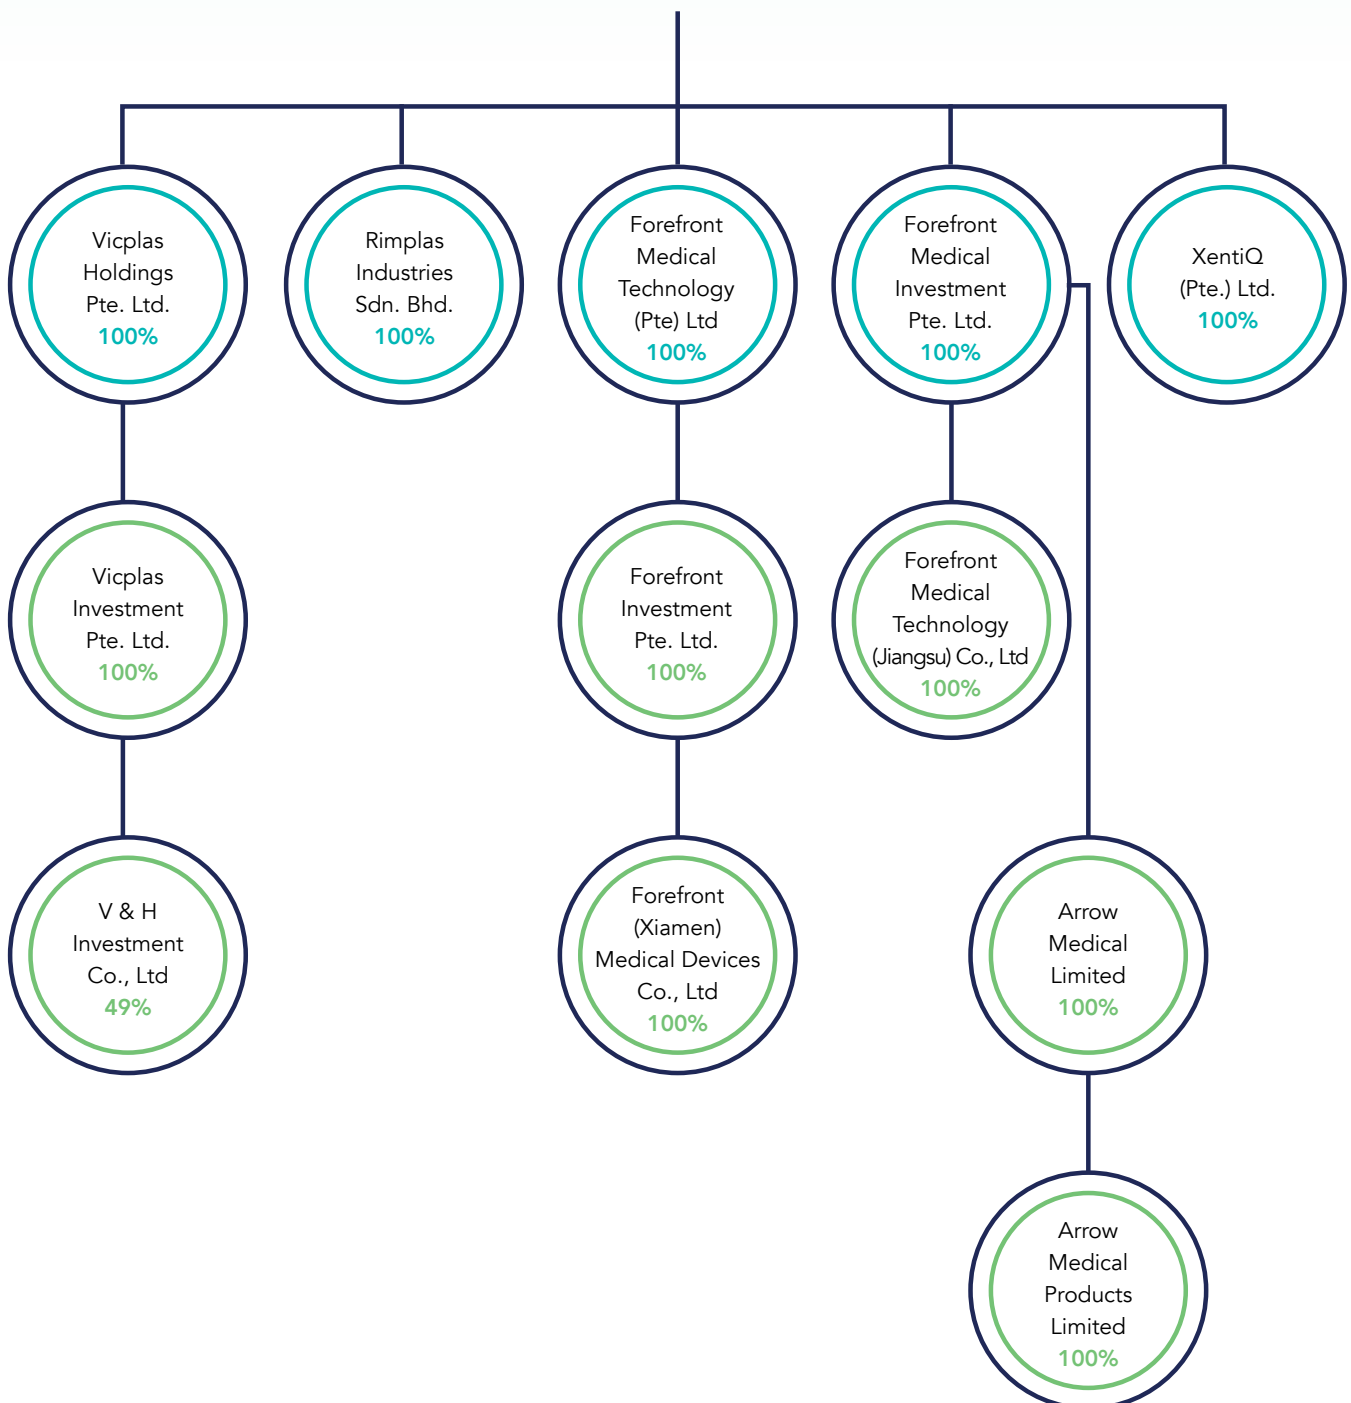 Vicplas
Holdings
Pte. Ltd.
100%
Rimplas
Industries
Sdn. Bhd.
100%
Forefront
Medical
Technology
(Pte) Ltd
100%
Forefront
Medical
Investment
Pte. Ltd.
100%
XentiQ
(Pte.) Ltd.
100%
Vicplas
Investment
Pte. Ltd.
100%
Forefront
Investment
Pte. Ltd.
100%
Forefront
Medical
Technology
(Jiangsu) Co., Ltd
100%
V & H
Investment
Co., Ltd
49%
Forefront
(Xiamen)
Medical Devices
Co., Ltd
100%
Arrow
Medical
Limited
100%
Arrow
Medical
Products
Limited
100%